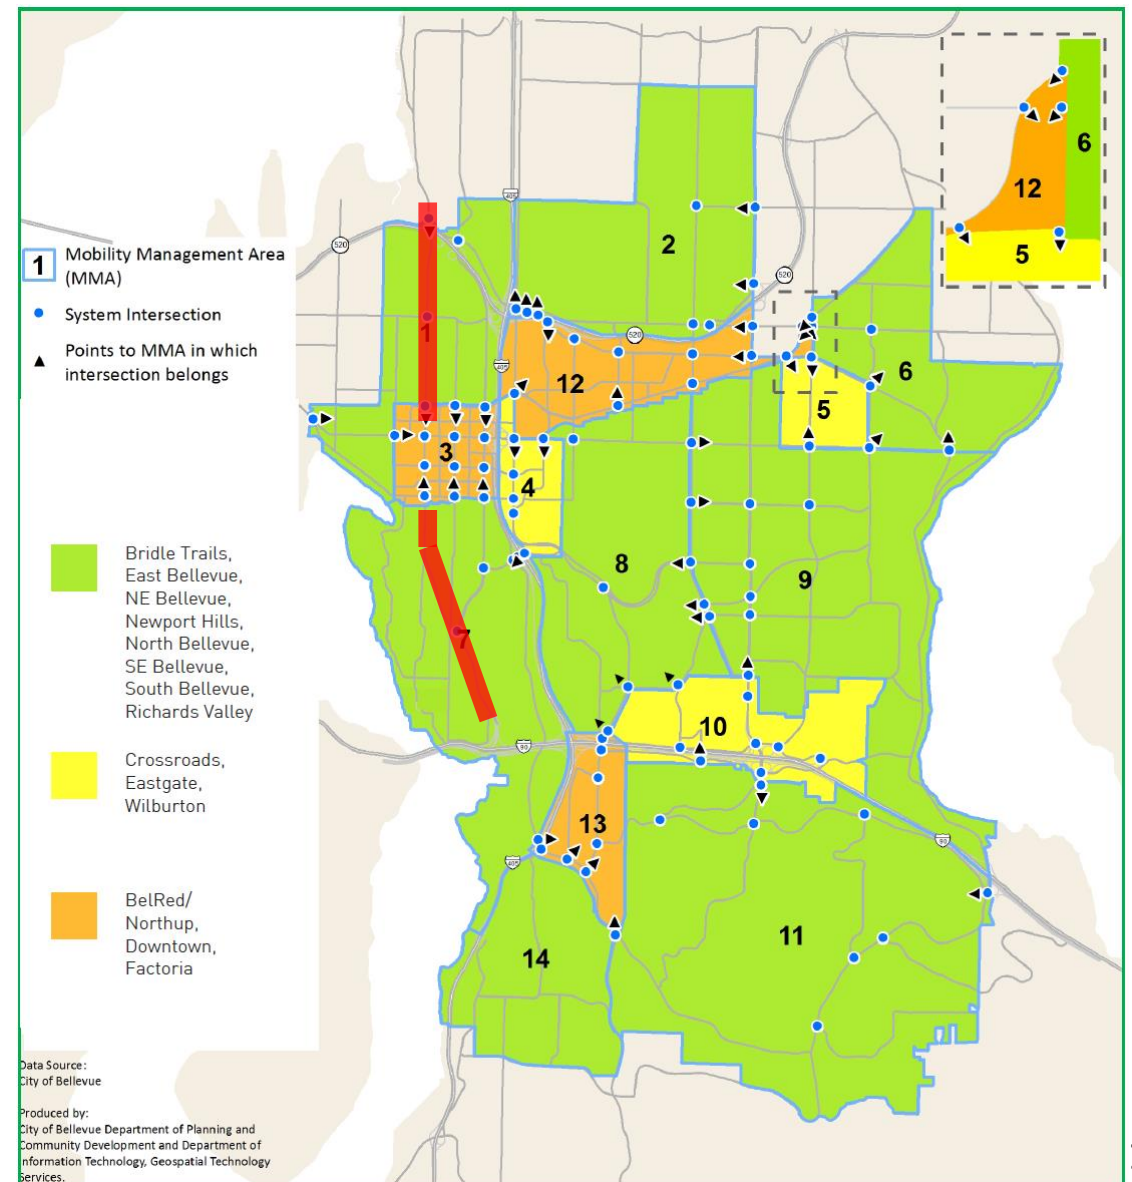 405
6
12
5
2
520
1
Mobility Management Area
(MMA)
System Intersection
Points to MMA in which
intersection belongs
520
1
520
405
12
6
5
3
4
8
9
7
10
90
13
90
405
11
14
Bridle Trails,
East Bellevue,
NE Bellevue,
Newport Hills,
North Bellevue,
SE Bellevue,
South Bellevue,
Richards Valley
Crossroads,
Eastgate,
Wilburton
BelRed/
Northup,
Downtown,
Factoria
Data Source:
City of Bellevue
Produced by:
City of Bellevue Department of Planning and
Community Development and Department of
Information Technology, Geospatial Technology
Services.